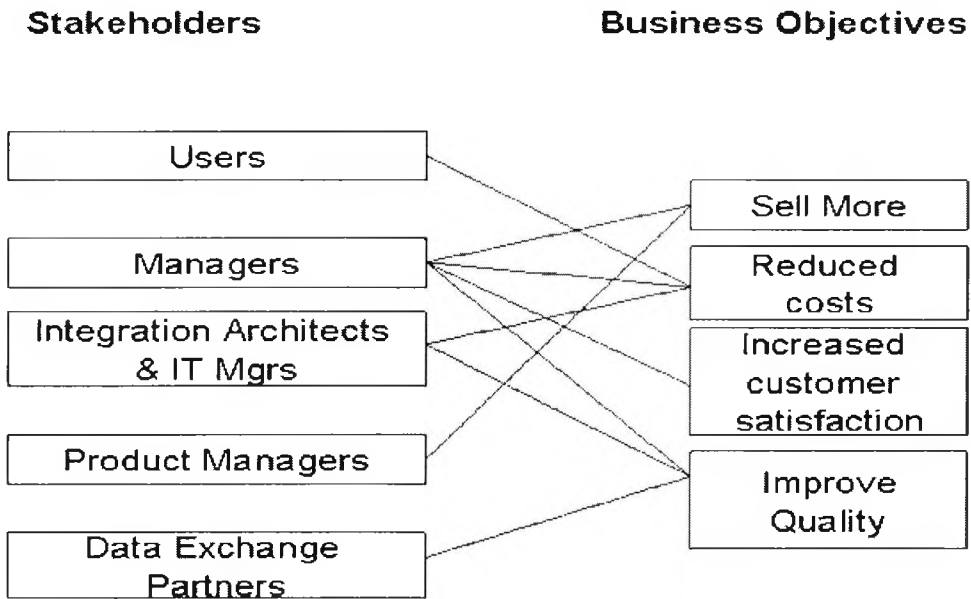 Stakeholders
Business Objectives
Users
Managers
Integration Architects
& IT Mgrs
Product Managers
Data Exchange
Partners
Sell More
Reduced
costs
Increased
customer
satisfaction
Improve
Quality